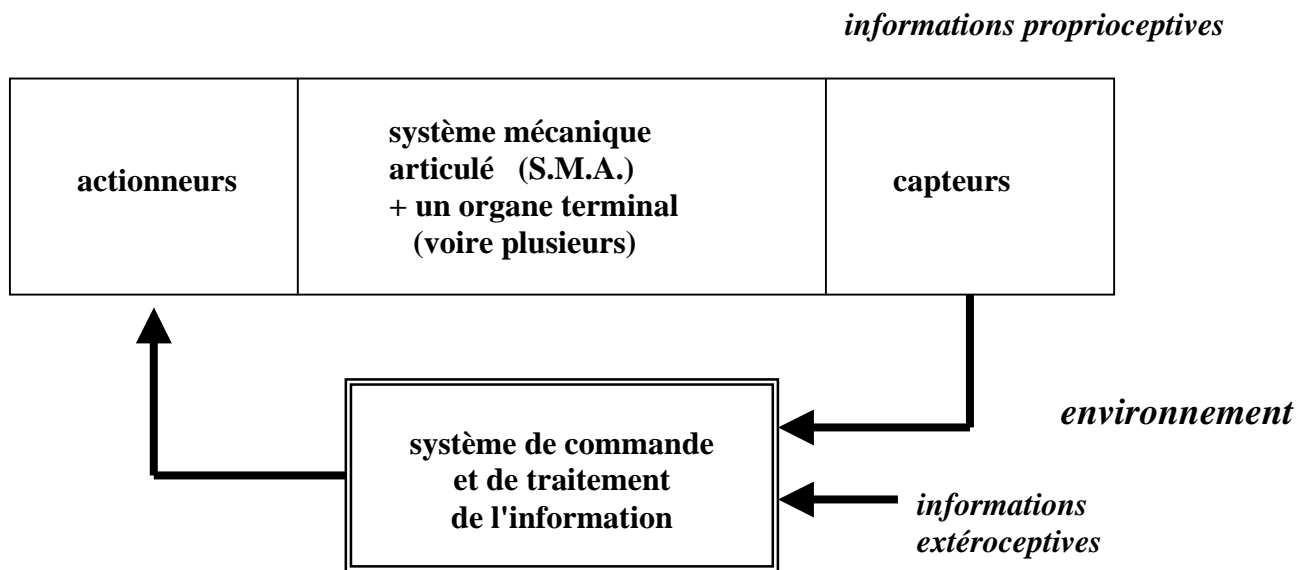 informations proprioceptives
actionneurs
système mécanique
articulé (S.M.A.)
+ un organe terminal
(voire plusieurs)
capteurs
environnement
système de commande
et de traitement
de l'information
informations
extéroceptives